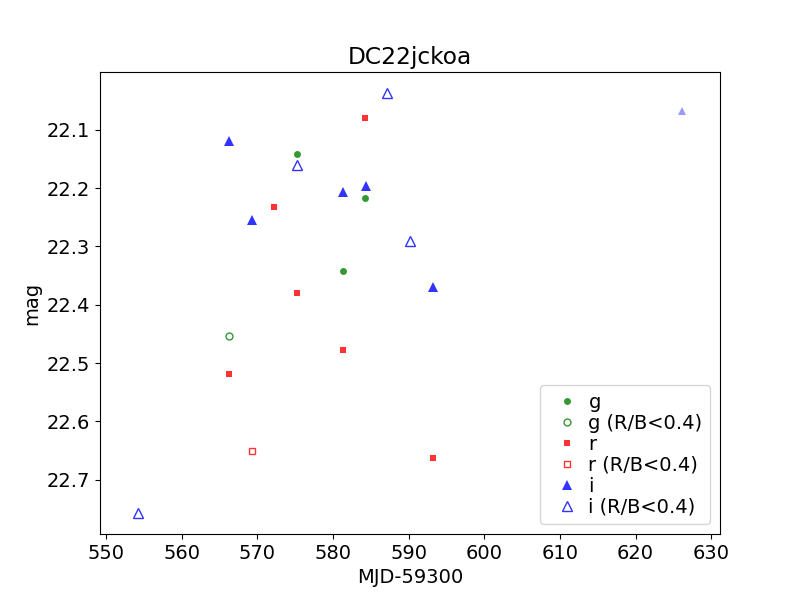 DC22jckoa
mag
22.1
22.2
22.3
22.4
22.5
22.6
22.7
g
g (R/B<0.4)
r
r (R/B<0.4)
i
i (R/B<0.4)
550 560 570 580 590 600 610 620 630
MJD-59300